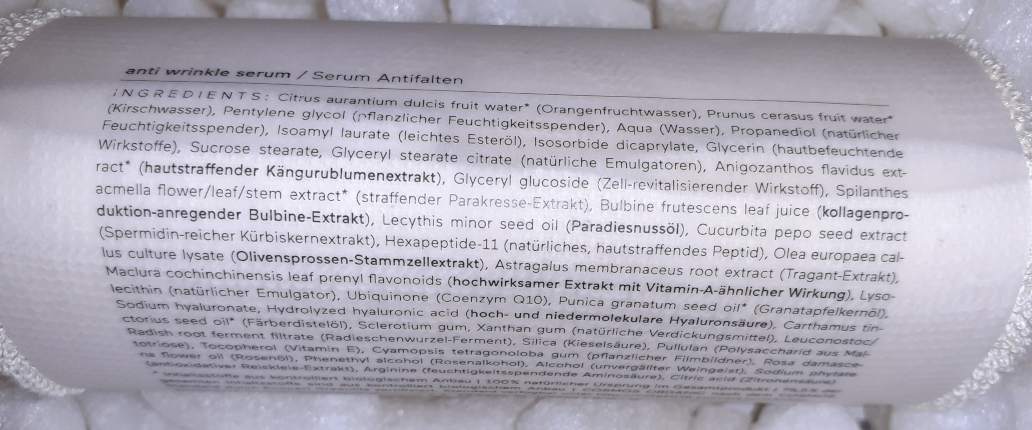 anti wrinkle serum / Serum Antifalten
INGREDIENTS: Citrus aurantium dulcis fruit water* (Orangenfruchtwasser), Prunus cerasus fruit water*
(Kirschwasser), Pentylene glycol (pflanzlicher Feuchtigkeitsspender), Aqua (Wasser), Propanediol (natürlicher
Feuchtigkeitsspender), Isoamyl laurate (leichtes Esteröl), Isosorbide dicaprylate, Glycerin (hautbefeuchtende
Wirkstoffe), Sucrose stearate, Glyceryl stearate citrate (natürliche Emulgatoren), Anigozanthos flavidus ext-
ract* (hautstraffender Kängurublumenextrakt), Glyceryl glucoside (Zell-revitalisierender Wirkstoff), Spilanthes
acmella flower/leaf/stem extract* (straffender Parakresse-Extrakt), Bulbine frutescens leaf juice (kollagenpro-
duktion-anregender Bulbine-Extrakt), Lecythis minor seed oil (Paradiesnussöl), Cucurbita pepo seed extract
(Spermidin-reicher Kürbiskernextrakt), Hexapeptide-11 (natürliches, hautstraffendes Peptid), Olea europaea cal-
lus culture lysate (Olivensprossen-Stammzellextrakt), Astragalus membranaceus root extract (Tragant-Extrakt),
Maclura cochinchinensis leaf prenyl flavonoids (hochwirksamer Extrakt mit Vitamin-A-ähnlicher Wirkung), Lyso-
lecithin (natürlicher Emulgator), Ubiquinone (Coenzym Q10), Punica granatum seed oil* (Granatapfelkernöl),
Sodium hyaluronate, Hydrolyzed hyaluronic acid (hoch- und niedermolekulare Hyaluronsäure), Carthamus tin-
ctorius seed oil* (Färberdistelöl), Sclerotium gum, Xanthan gum (natürliche Verdickungsmittel), Leuconostoc/
Radish root ferment filtrate (Radieschenwurzel-Ferment), Silica (Kieselsäure), Pullulan (Polysaccharid aus Mal-
totriose), Tocopherol (Vitamin E), Cyamopsis tetragonoloba gum (pflanzlicher Filmbildner), Rosa damasce-
na flower oil (Rosenöl), Phenethyl alcohol (Rosenalkohol), Alcohol (unvergällter Weingeist), Sodium phytate
(antioxidativer Reiskleie-Extrakt), Arginine (feuchtigkeitsspendende Aminosäure), Citric acid (Zitronensäure)
aus kontrolliert biologischem Anbau | 100% natürlicher Ursprung im Gesamtprodukt